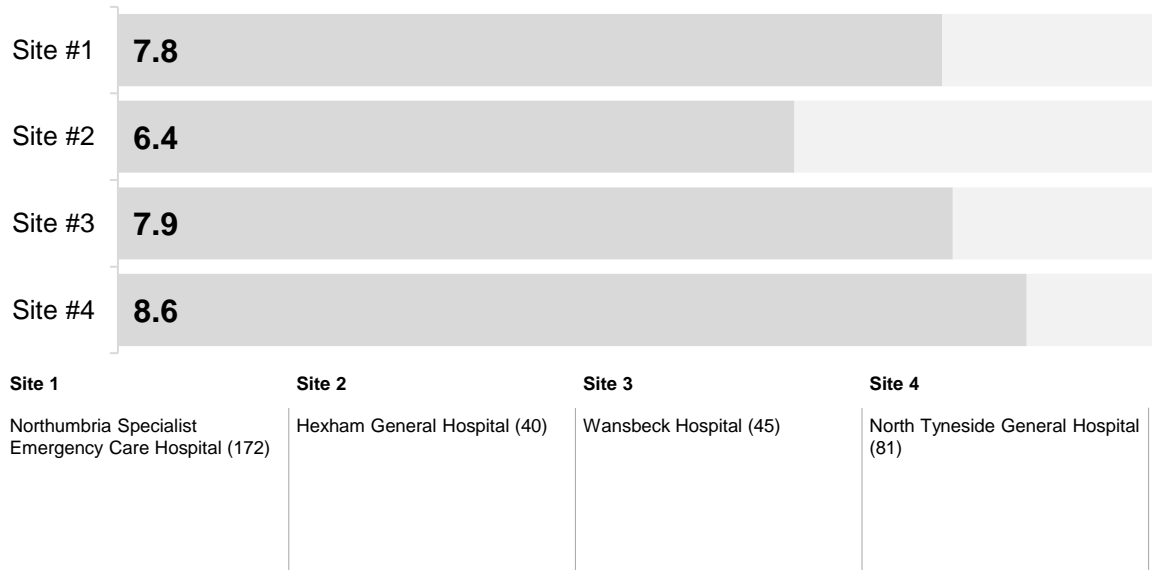 Site #1
7.8
Site #2
6.4
Site #3
7.9
Site #4
8.6
Site 1
Northumbria Specialist
Emergency Care Hospital (172)
Site 2
Hexham General Hospital (40)
Site 3
Wansbeck Hospital (45)
Site 4
North Tyneside General Hospital
(81)